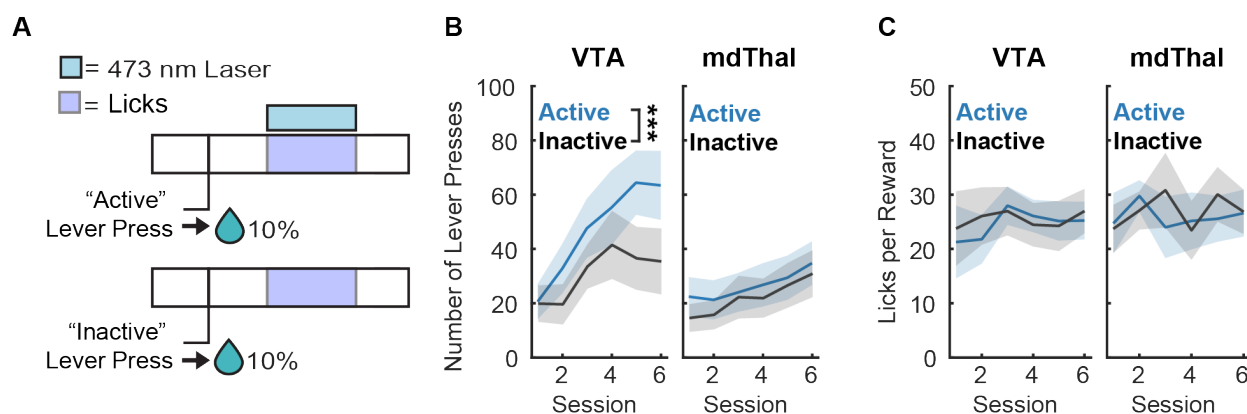 A
= 473 nm Laser
= Licks
“Active”
Lever Press
10%
“Inactive”
Lever Press
10%
B
VTA
mdThal
Number of Lever Presses
100
80
60
40
20
0
Active
Inactive
***
Active
Inactive
2 4 6
Session
2 4 6
Session
C
VTA
mdThal
Licks per Reward
50
40
30
20
10
0
Active
Inactive
Active
Inactive
2 4 6
Session
2 4 6
Session